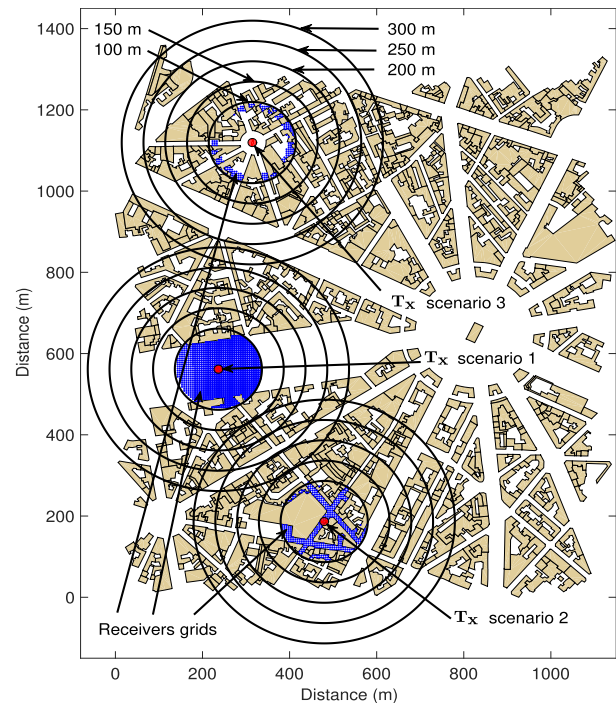 1400
1200
1000
800
600
400
200
0
Distance (m)
150 m
100 m
300 m
250 m
200 m
Tx scenario 3
Tx scenario 1
Tx scenario 2
Receivers grids
0 200 400 600 800 1000
Distance (m)